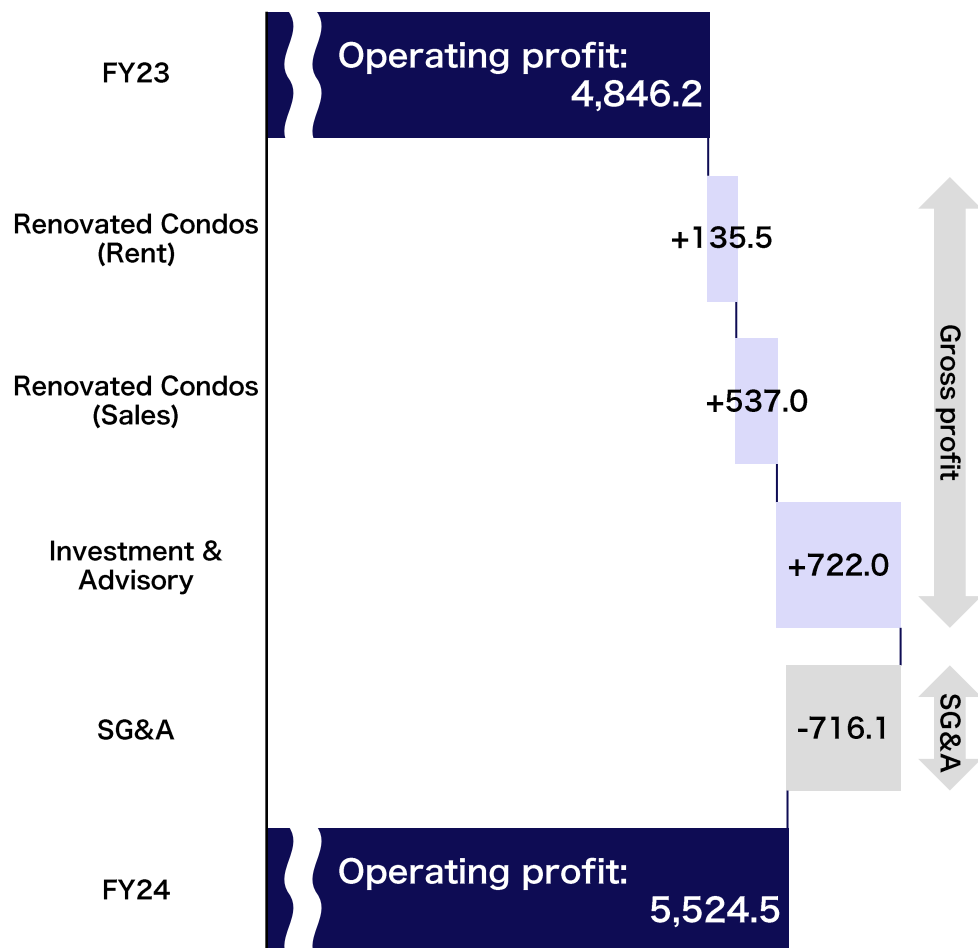 FY23
Operating profit:
4,846.2
Renovated Condos
(Rent)
+135.5
Renovated Condos
(Sales)
+537.0
Gross profit
Investment &
Advisory
+722.0
SG&A
-716.1
SG&A
FY24
Operating profit:
5,524.5